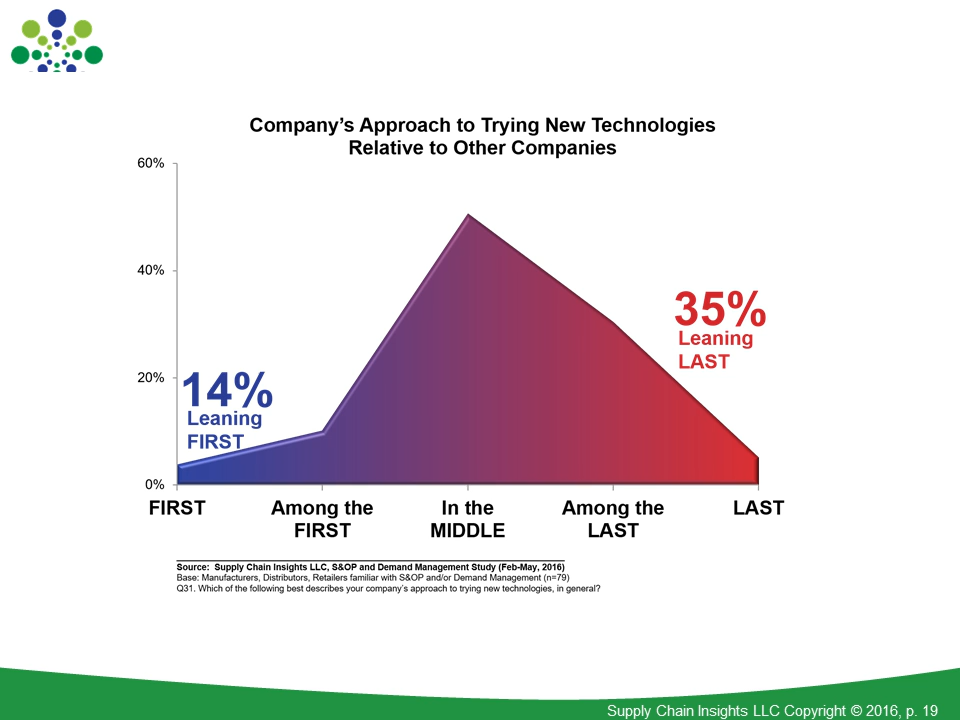 Company’s Approach to Trying New Technologies
Relative to Other Companies
60%
40%
20%
0%
14%
Leaning
FIRST
35%
Leaning
LAST
FIRST
Among the
FIRST
In the
MIDDLE
Among the
LAST
LAST
Source:  Supply Chain Insights LLC, S&OP and Demand Management Study (Feb-May, 2016)
Base: Manufacturers, Distributors, Retailers familiar with S&OP and/or Demand Management (n=79)
Q31. Which of the following best describes your company’s approach to trying new technologies, in general?
Supply Chain Insights LLC Copyright © 2016, p. 19